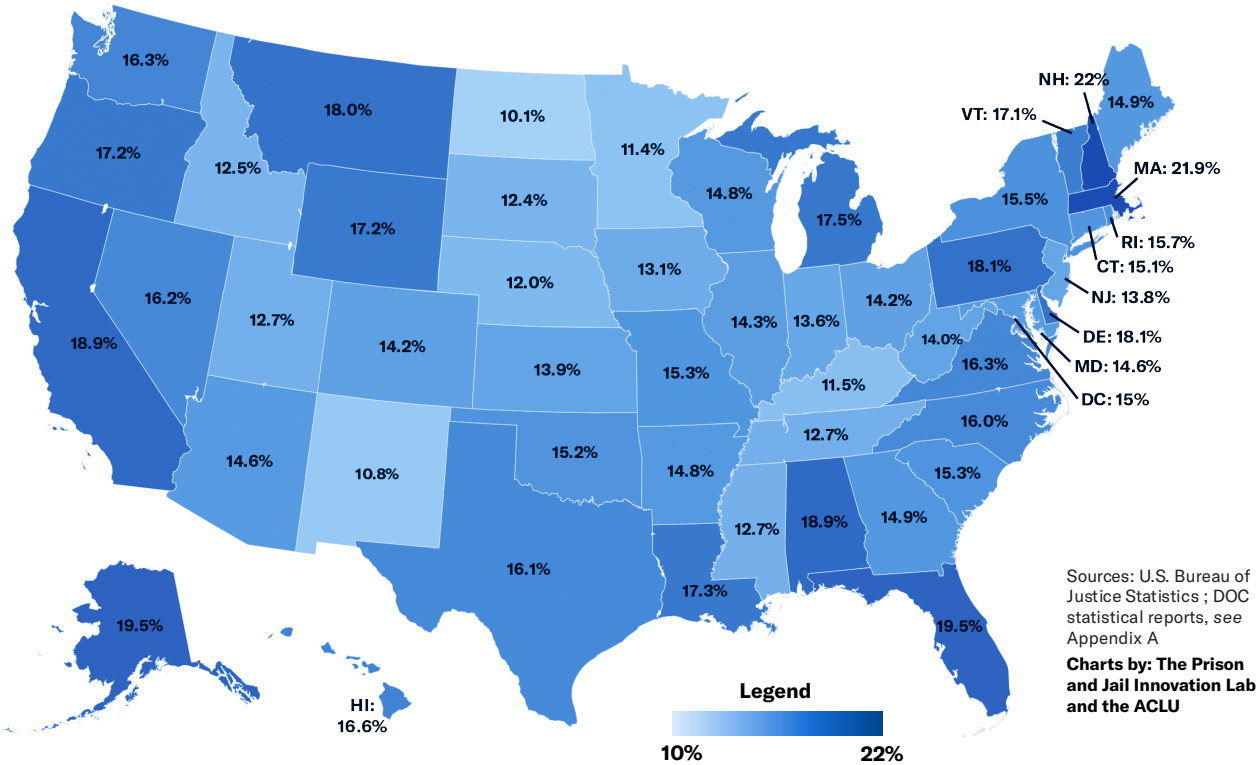 16.3%
18.0%
10.1%
11.4%
NH: 22%
14.9%
VT: 17.1%
17.2%
12.5%
12.4%
14.8%
17.5%
15.5%
MA: 21.9%
17.2%
RI: 15.7%
CT: 15.1%
NJ: 13.8%
18.1%
16.2%
12.7%
12.0%
13.1%
14.2%
18.9%
14.2%
13.9%
15.3%
14.3%
13.6%
14.0%
16.3%
DE: 18.1%
MD: 14.6%
DC: 15%
11.5%
16.0%
12.7%
14.6%
10.8%
15.2%
14.8%
15.3%
12.7%
18.9%
14.9%
16.1%
17.3%
19.5%
19.5%
HI:
16.6%
Sources: U.S. Bureau of
Justice Statistics ; DOC
statistical reports, see
Appendix A
Charts by: The Prison
and Jail Innovation Lab
and the ACLU
Legend
10%
22%